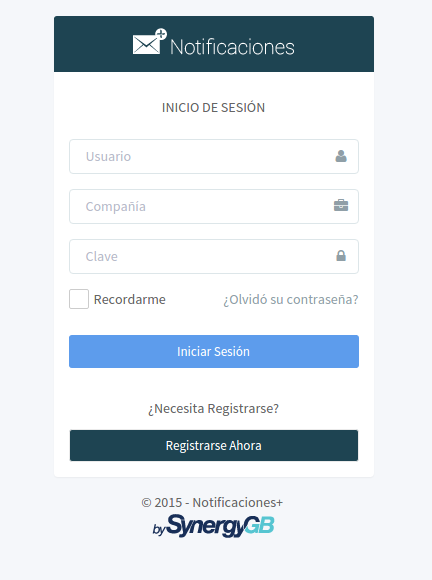 Notificaciones
INICIO DE SESIÓN
Usuario
Compañía
Clave
Recordarme ¿Olvidó su contraseña?
Iniciar Sesión
¿Necesita Registrarse?
Registrarse Ahora
© 2015 - Notificaciones+
by SynergyGB